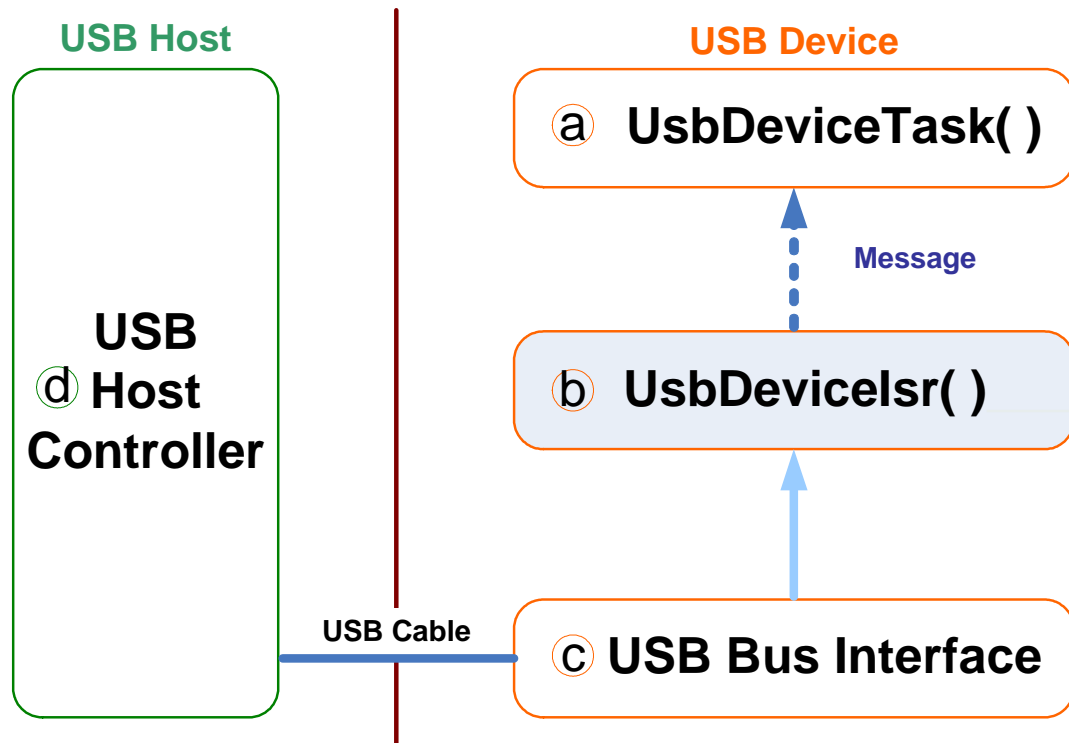 USB Host
USB Device
ⓐ UsbDeviceTask( )
Message
USB
ⓓ Host
Controller
ⓑ UsbDeviceIsr( )
USB Cable
ⓒ USB Bus Interface